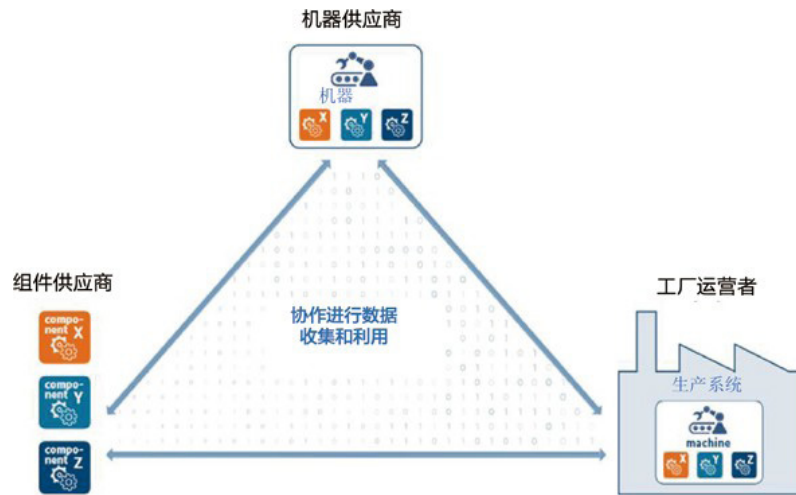 机器供应商
机器
X
Y
Z
组件供应商
compo-
nent X
compo-
nent Y
compo-
nent Z
协作进行数据
收集和利用
工厂运营者
生产系统
machine
X
Y
Z